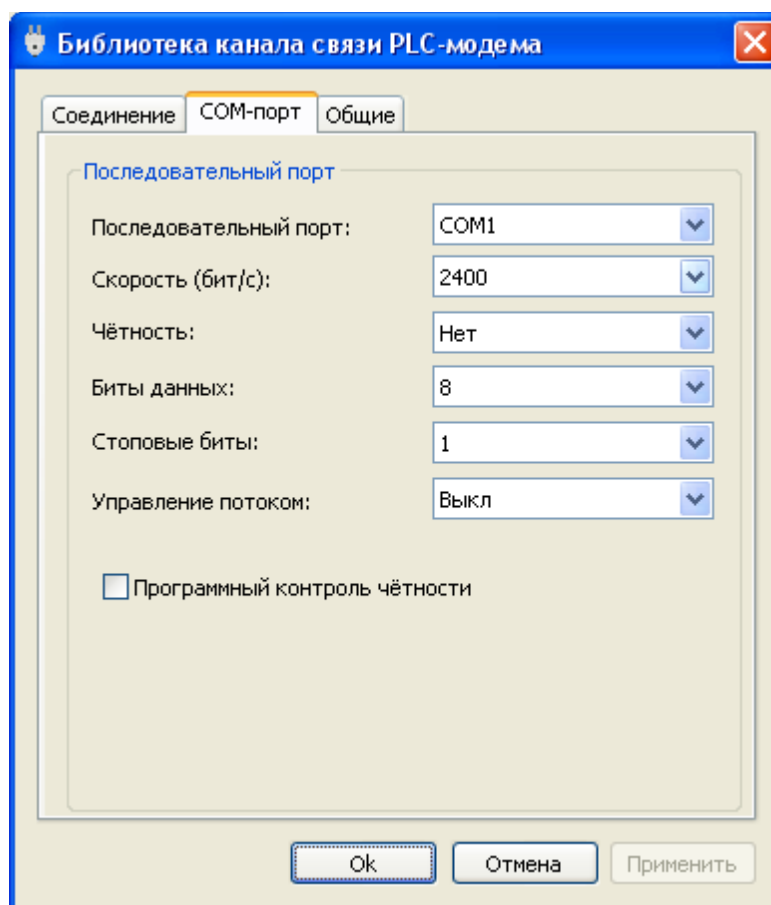 Библиотека канала связи PLC-модема
Соединение COM-порт Общие
Последовательный порт
Последовательный порт: COM1
Скорость (бит/с): 2400
Чётность: Нет
Биты данных: 8
Стоповые биты: 1
Управление потоком: Выкл
Программный контроль чётности
Ok Отмена Применить